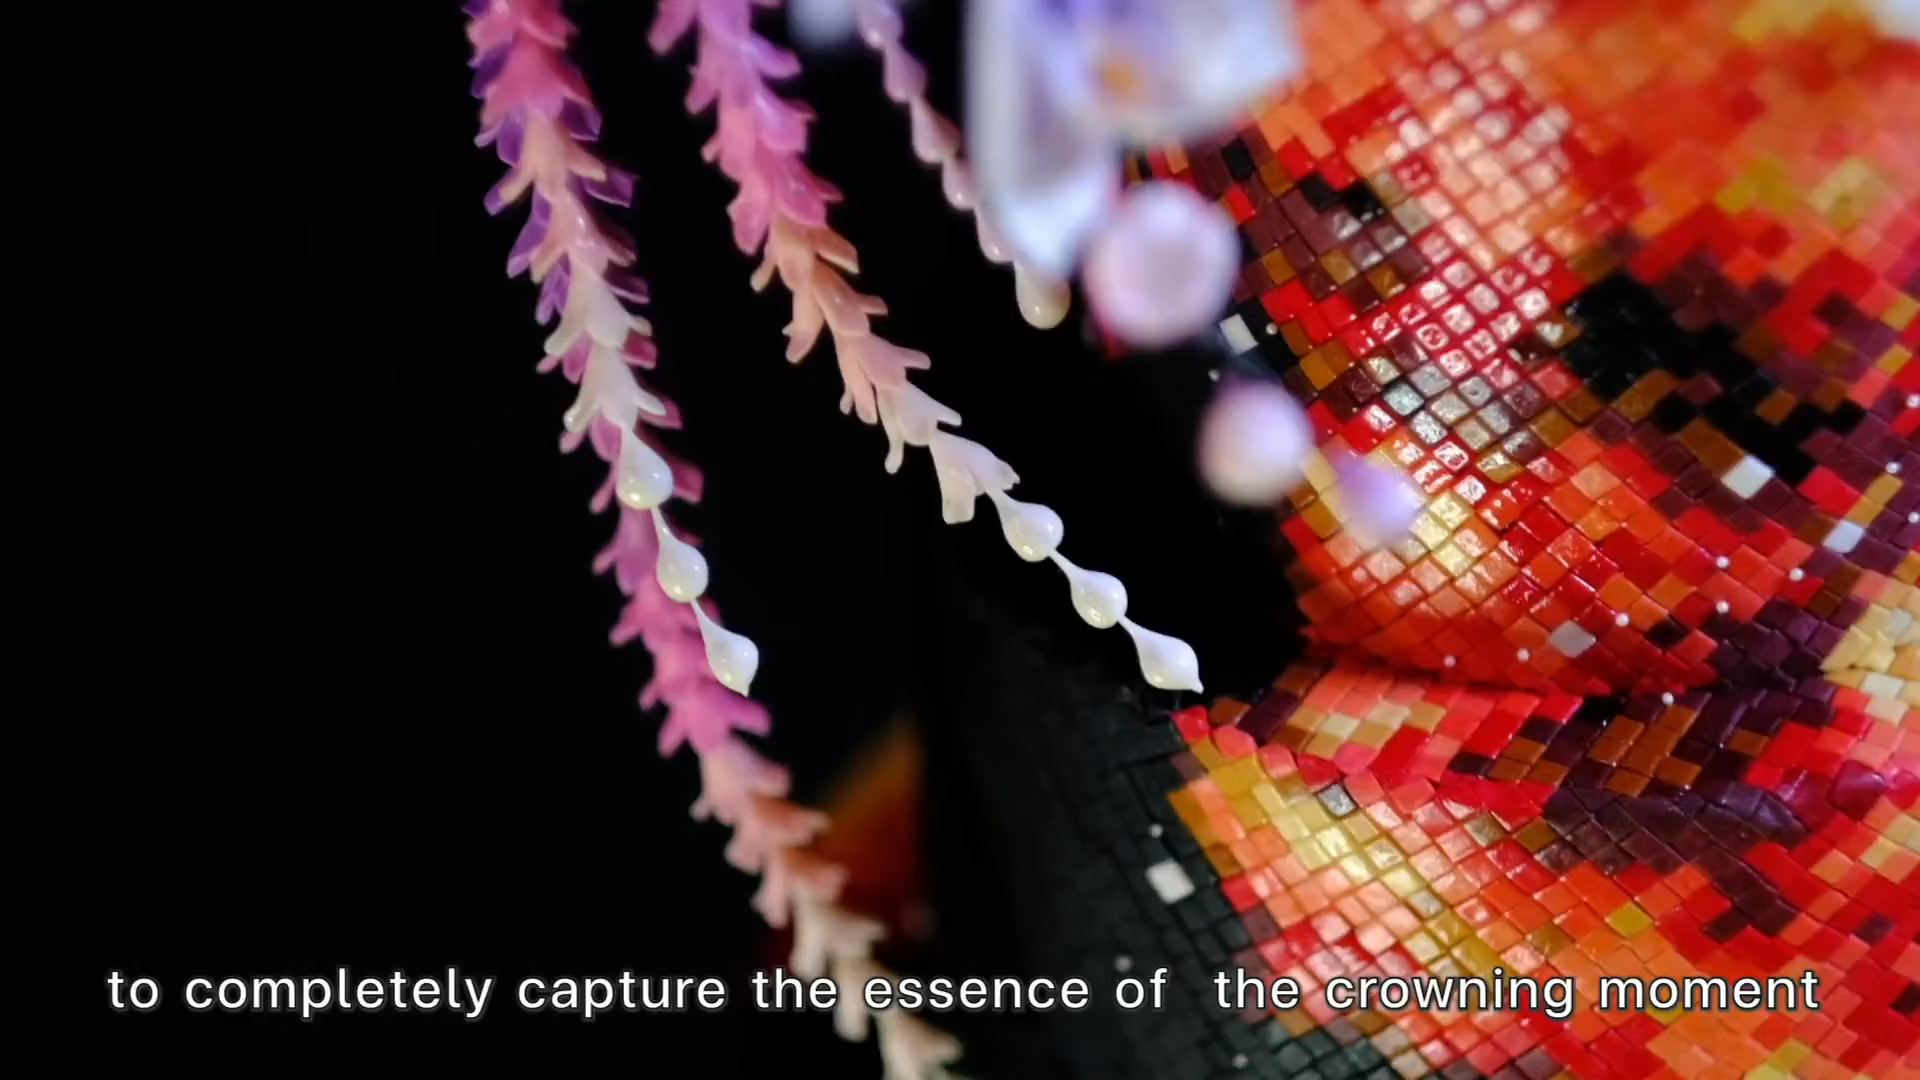 to completely capture the essence of the crowning moment